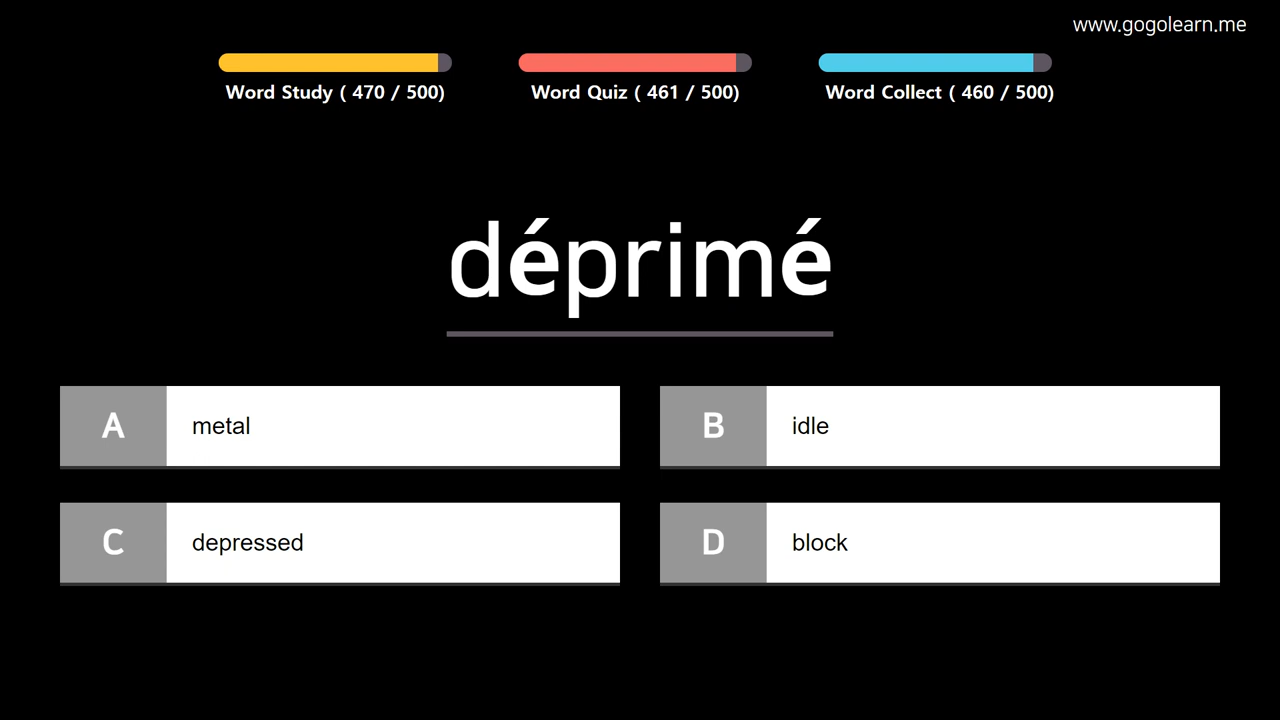 www.gogolearn.me
Word Study ( 470 / 500)
Word Quiz ( 461 / 500)
Word Collect ( 460 / 500)
déprimé
A metal
B idle
C depressed
D block